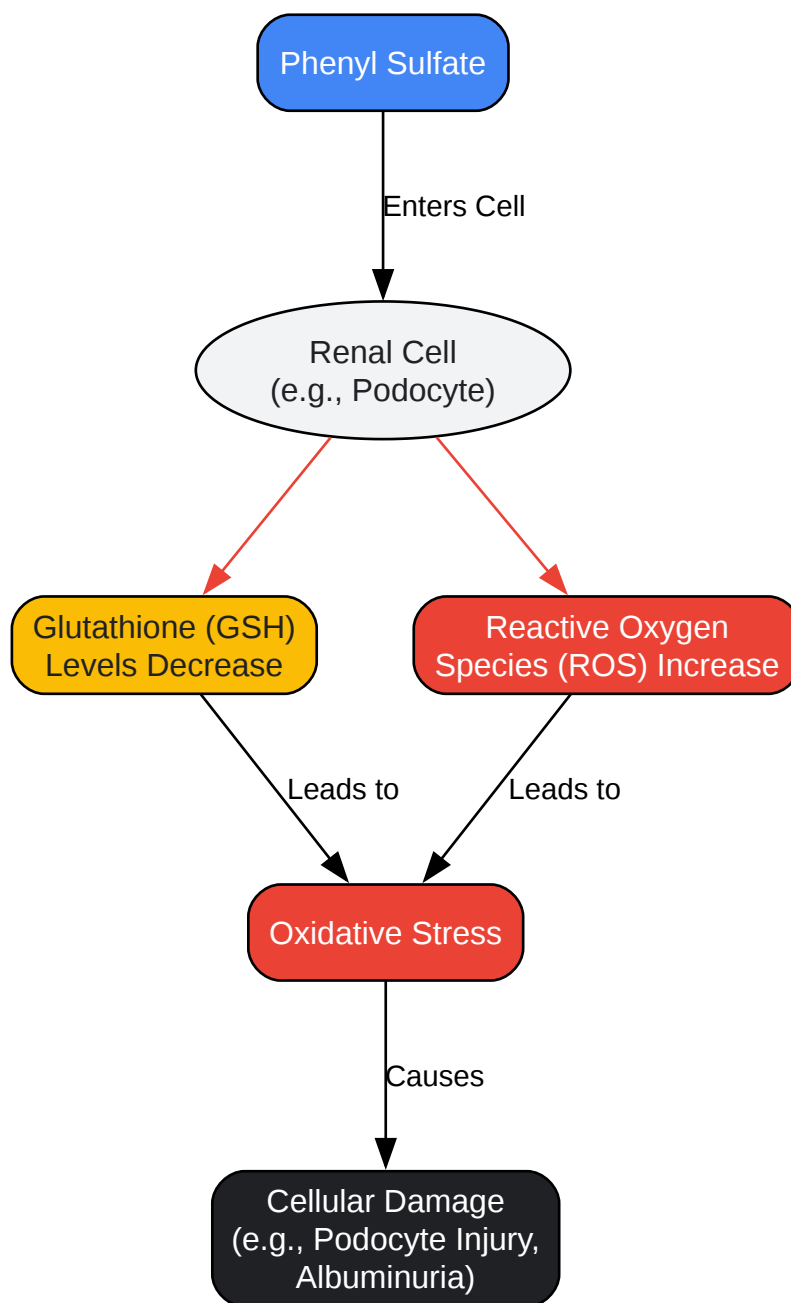 Phenyl Sulfate
Enters Cell
Renal Cell
(e.g., Podocyte)
Glutathione (GSH)
Levels Decrease
Reactive Oxygen
Species (ROS) Increase
Leads to
Leads to
Oxidative Stress
Causes
Cellular Damage
(e.g., Podocyte Injury,
Albuminuria)